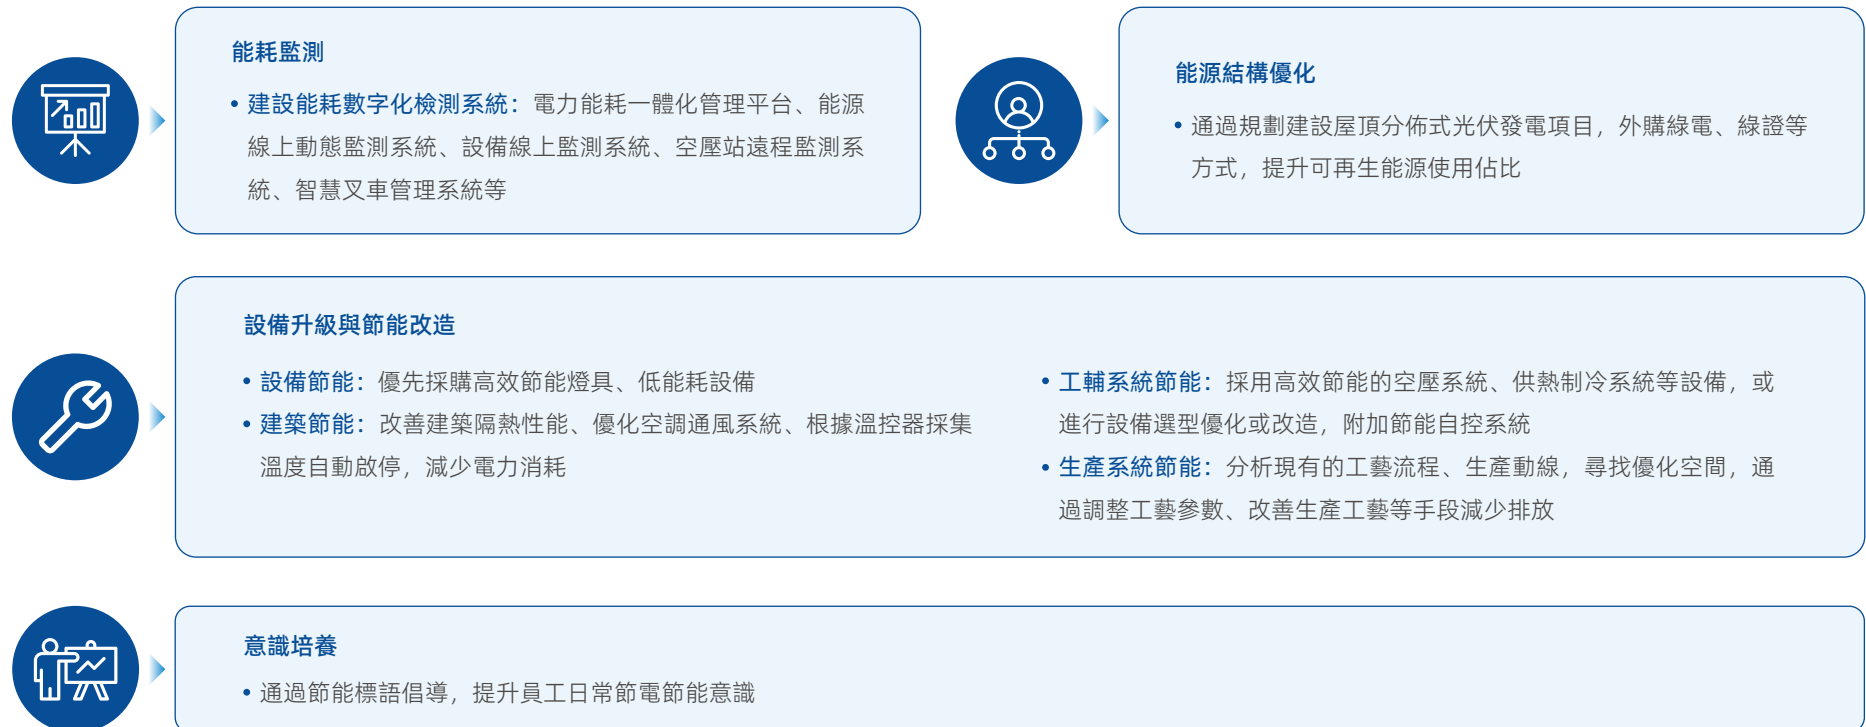 能耗監測
• 建設能耗數字化檢測系統：電力能耗一體化管理平台、能源
線上動態監測系統、設備線上監測系統、空壓站遠程監測系
統、智慧叉車管理系統等
能源結構優化
• 通過規劃建設屋頂分佈式光伏發電項目，外購綠電、綠證等
方式，提升可再生能源使用佔比
設備升級與節能改造
• 設備節能：優先採購高效節能燈具、低能耗設備
• 建築節能：改善建築隔熱性能、優化空調通風系統、根據溫控器採集
溫度自動啟停，減少電力消耗
• 工輔系統節能：採用高效節能的空壓系統、供熱制冷系統等設備，或
進行設備選型優化或改造，附加節能自控系統
• 生產系統節能：分析現有的工藝流程、生產動線，尋找優化空間，通
過調整工藝參數、改善生產工藝等手段減少排放
意識培養
• 通過節能標語倡導，提升員工日常節電節能意識